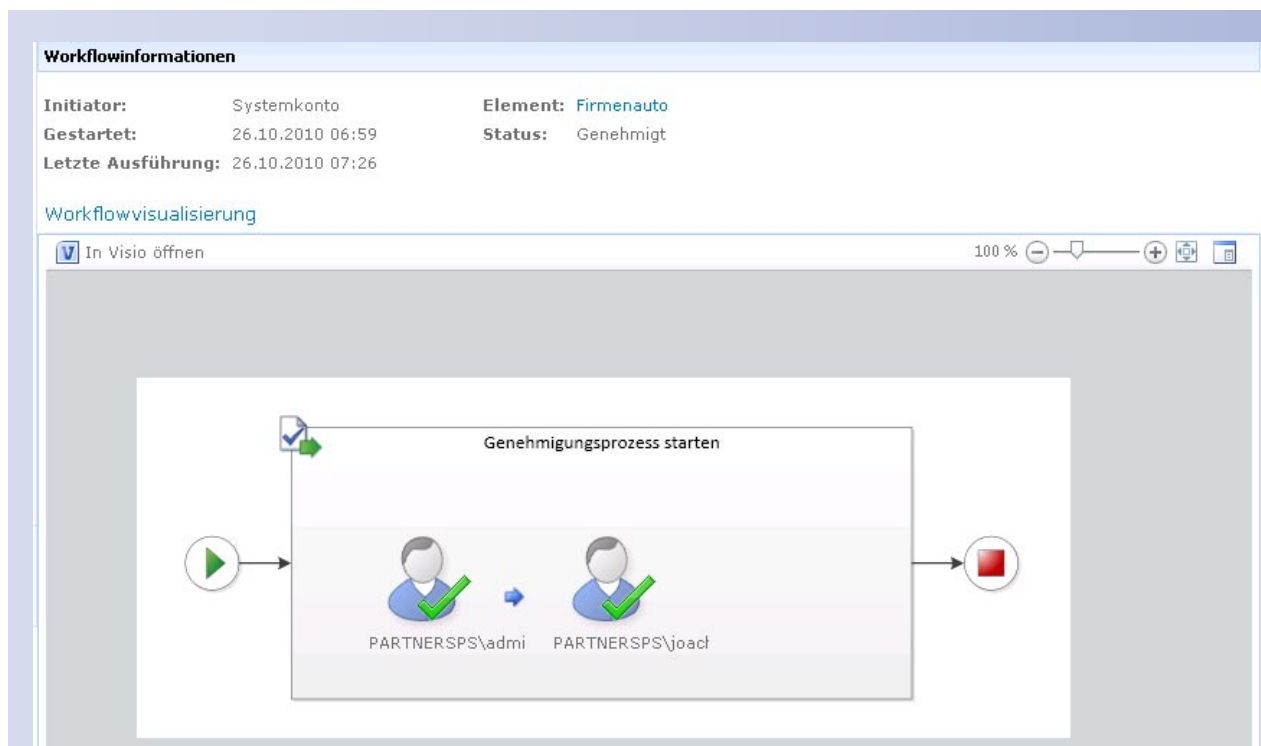 Workflowinformationen
Initiator: Systemkonto Element: Firmenauto
Gestartet: 26.10.2010 06:59 Status: Genehmigt
Letzte Ausführung: 26.10.2010 07:26
Workflowvisualisierung
In Visio öffnen 100 %
Genehmigungsprozess starten
PARTNERSPS\admi PARTNERSPS\joach